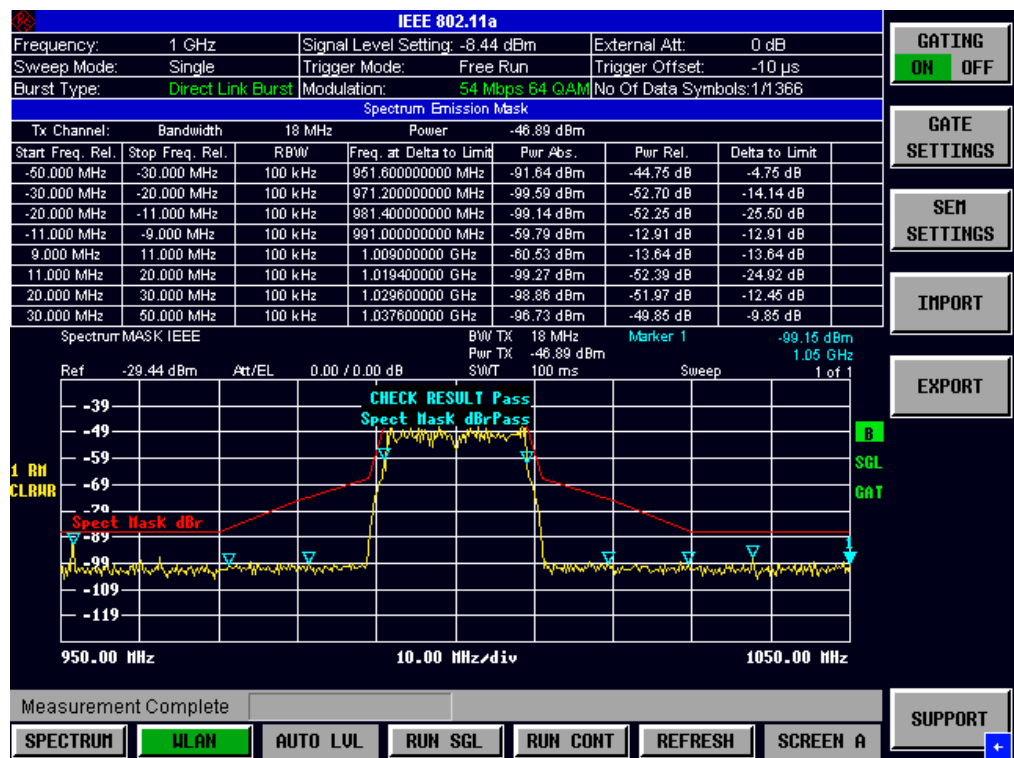 IEEE 802.11a
Frequency: 1 GHz Signal Level Setting: -8.44 dBm External Att: 0 dB
Sweep Mode: Single Trigger Mode: Free Run Trigger Offset: -10 µs
Burst Type: Direct Link Burst Modulation: 54 Mbps 64 QAM No Of Data Symbols:1/1366
Spectrum Emission Mask
Tx Channel: Bandwidth 18 MHz Power -46.89 dBm
Start Freq. Rel. Stop Freq. Rel. RBW Freq. at Delta to Limit Pwr Abs. Pwr Rel. Delta to Limit
-50.000 MHz -30.000 MHz 100 kHz 951.600000000 MHz -91.64 dBm -44.75 dB -4.75 dB
-30.000 MHz -20.000 MHz 100 kHz 971.200000000 MHz -99.59 dBm -52.70 dB -14.14 dB
-20.000 MHz -11.000 MHz 100 kHz 981.400000000 MHz -99.14 dBm -52.25 dB -25.50 dB
-11.000 MHz -9.000 MHz 100 kHz 991.000000000 MHz -59.79 dBm -12.91 dB -12.91 dB
9.000 MHz 11.000 MHz 100 kHz 1.009000000 GHz -60.53 dBm -13.64 dB -13.64 dB
11.000 MHz 20.000 MHz 100 kHz 1.019400000 GHz -99.27 dBm -52.39 dB -24.92 dB
20.000 MHz 30.000 MHz 100 kHz 1.029600000 GHz -98.86 dBm -51.97 dB -12.45 dB
30.000 MHz 50.000 MHz 100 kHz 1.037600000 GHz -96.73 dBm -49.85 dB -9.85 dB
Spectrum MASK IEEE BW TX 18 MHz Marker 1 -99.15 dBm
Pwr TX -46.89 dBm 1.05 GHz
Ref -29.44 dBm Att/EL 0.00 / 0.00 dB SWT 100 ms Sweep 1 of 1
CHECK RESULT Pass
Spect Mask dBrPass
-39
-49
-59
-69
-79
Spect Mask dBr
-89
-99
-109
-119
1
1 RM
CLRWR
B
SGL
GAT
950.00 MHz 10.00 MHz/div 1050.00 MHz
Measurement Complete
SPECTRUM WLAN AUTO LVL RUN SGL RUN CONT REFRESH SCREEN A
GATING
ON OFF
GATE
SETTINGS
SEM
SETTINGS
IMPORT
EXPORT
SUPPORT